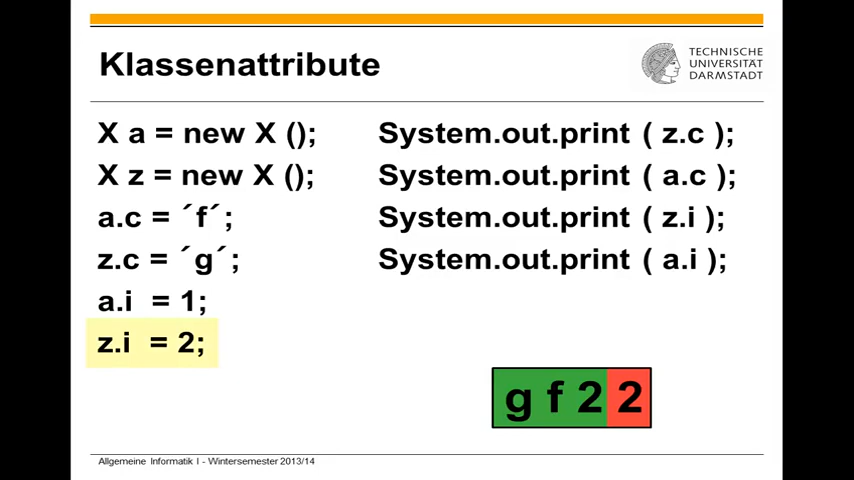 Klassenattribute
TECHNISCHE
UNIVERSITÄT
DARMSTADT
X a = new X ();
X z = new X ();
a.c = ´f´;
z.c = ´g´;
a.i = 1;
z.i = 2;
System.out.print ( z.c );
System.out.print ( a.c );
System.out.print ( z.i );
System.out.print ( a.i );
g f 2 2
Allgemeine Informatik I - Wintersemester 2013/14